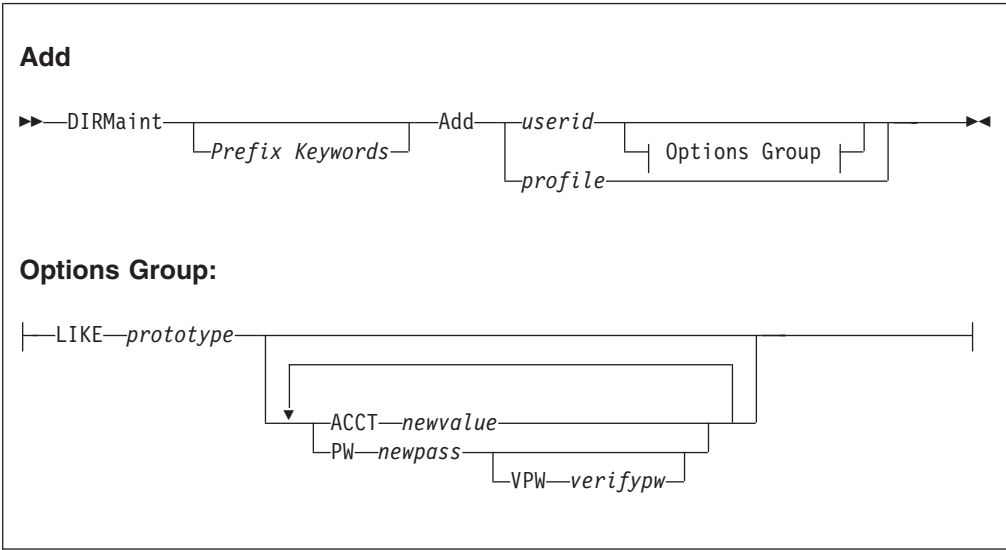 Add
DIRMaint Add userid
Prefix Keywords Options Group
profile
Options Group:
LIKE prototype
ACCT newvalue
PW newpass
VPW verifypw